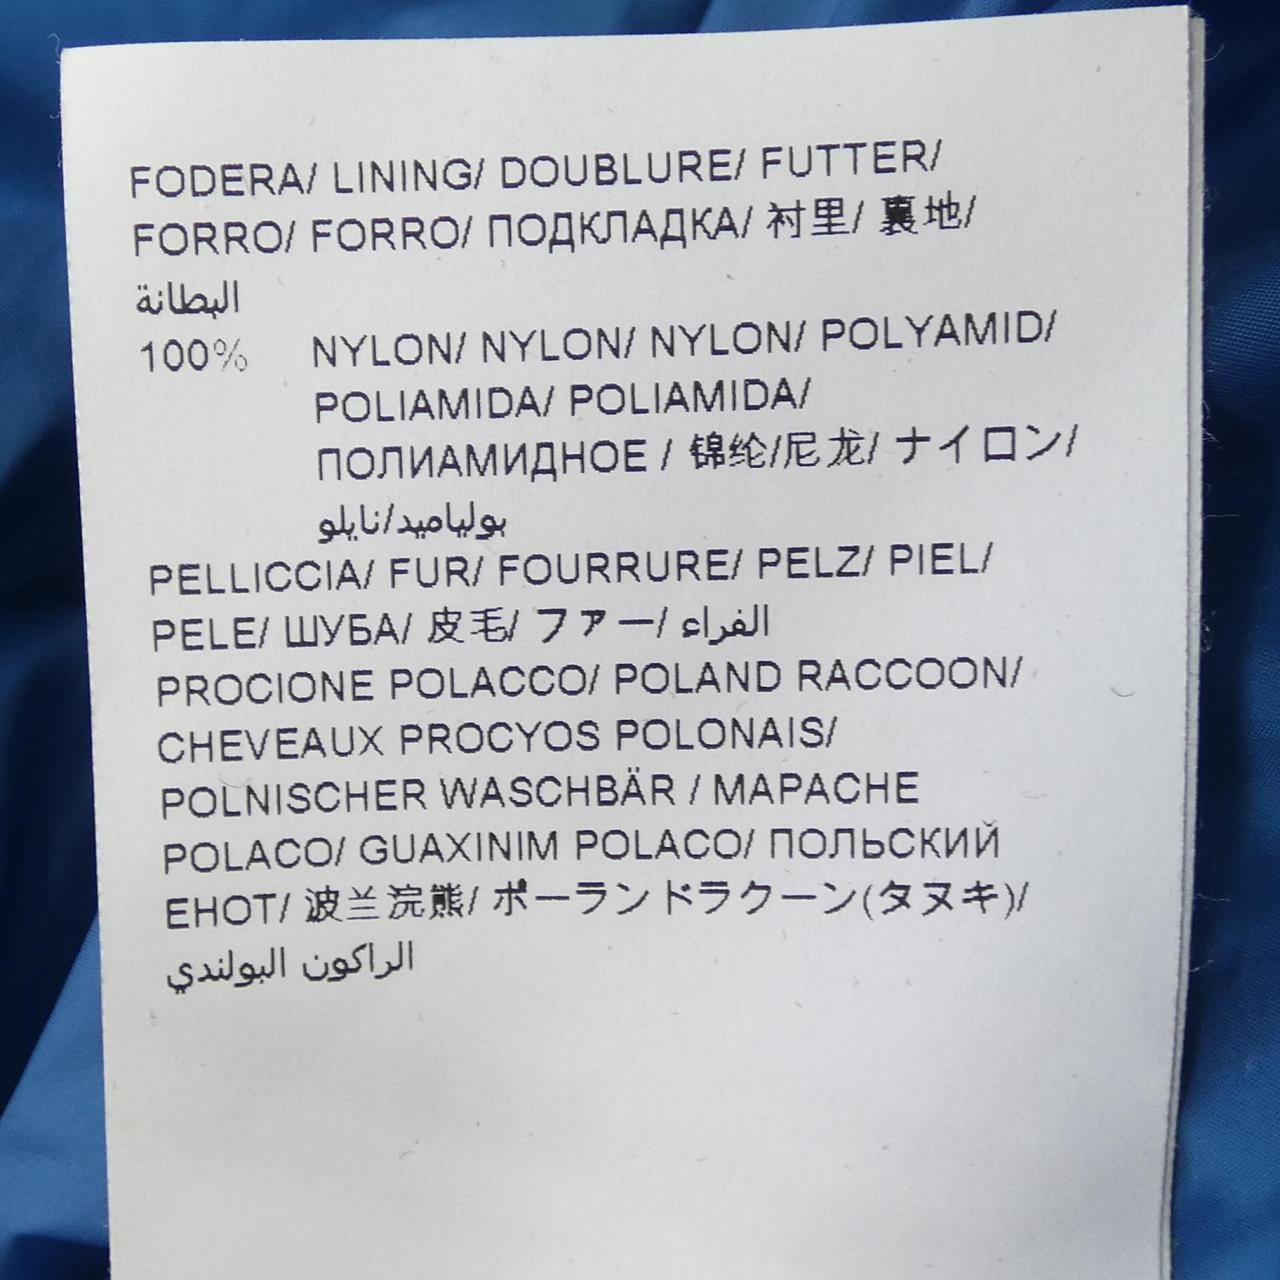 FODERA/ LINING/ DOUBLURE/ FUTTER/
FORRO/ FORRO/ ПОДКЛАДКА/ 衬里/ 裏地/
البطانة
100% NYLON/ NYLON/ NYLON/ POLYAMID/
POLIAMIDA/ POLIAMIDA/
ПОЛИАМИДНОЕ / 锦纶/尼龙/ ナイロン/
بولياميد/نايلو
PELLICCIA/ FUR/ FOURRURE/ PELZ/ PIEL/
PELE/ ШУБА/ 皮毛/ ファー/ الفراء
PROCIONE POLACCO/ POLAND RACCOON/
CHEVEAUX PROCYOS POLONAIS/
POLNISCHER WASCHBÄR / MAPACHE
POLACO/ GUAXINIM POLACO/ ПОЛЬСКИЙ
ЕНОТ/ 波兰浣熊/ ポーランドラクーン(タヌキ)/
الراكون البولندي